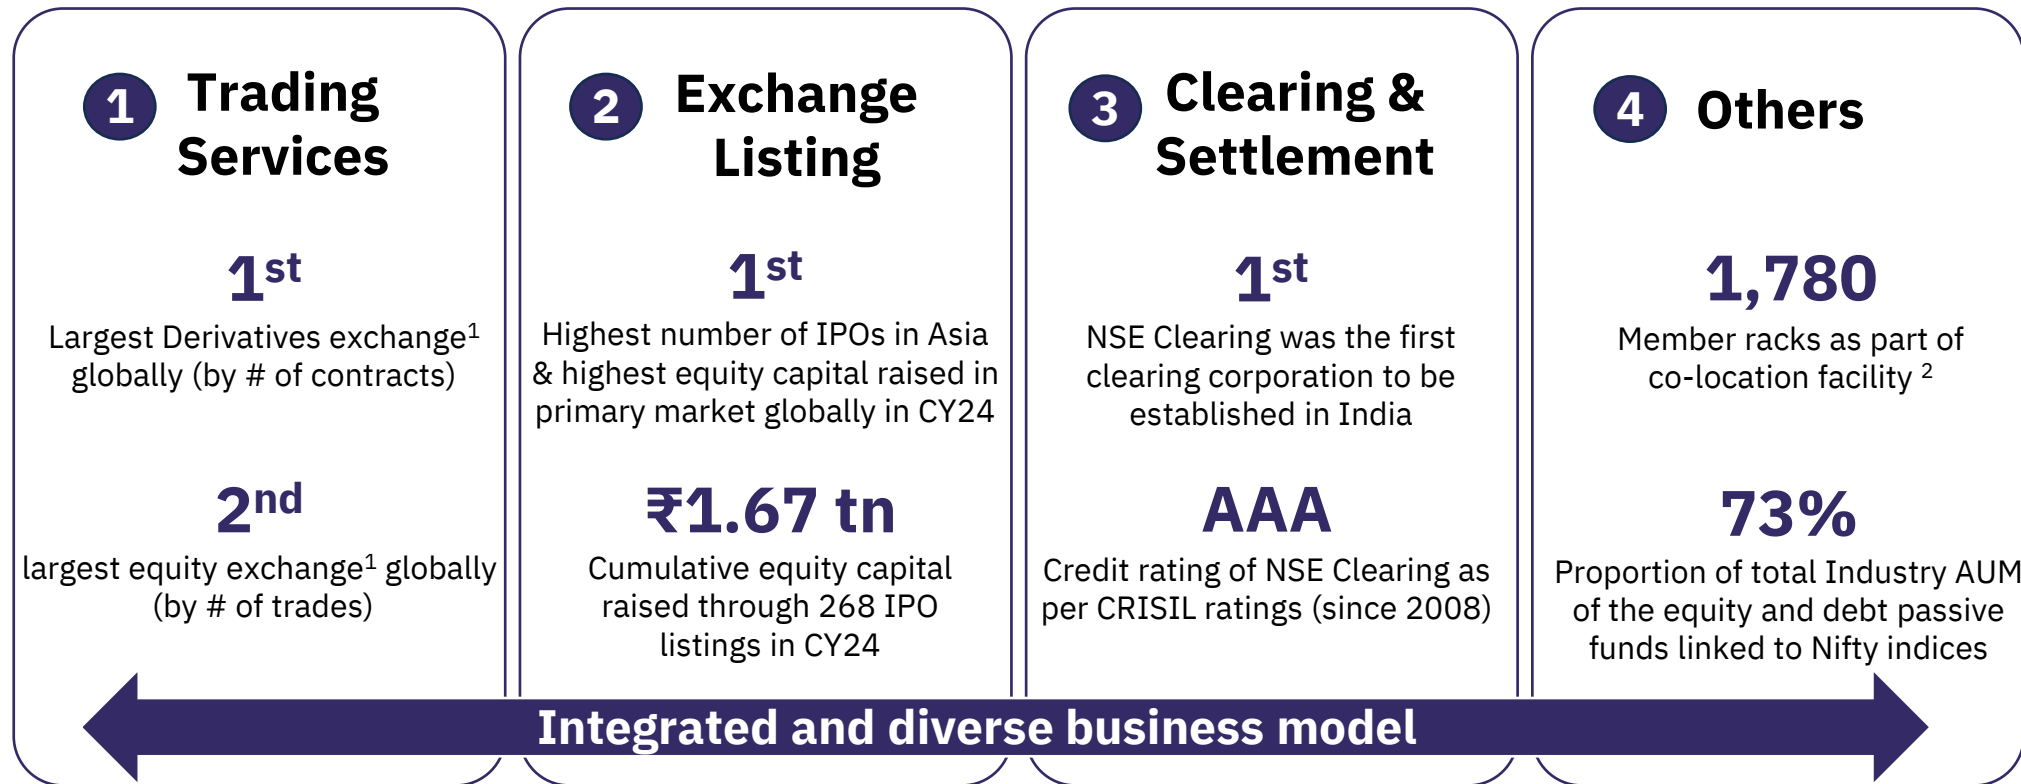 1
Trading
Services
1st
Largest Derivatives exchange1
globally (by # of contracts)
2nd
largest equity exchange1 globally
(by # of trades)
2
Exchange
Listing
1st
Highest number of IPOs in Asia
& highest equity capital raised in
primary market globally in CY24
₹1.67 tn
Cumulative equity capital
raised through 268 IPO
listings in CY24
3
Clearing &
Settlement
1st
NSE Clearing was the first
clearing corporation to be
established in India
AAA
Credit rating of NSE Clearing as
per CRISIL ratings (since 2008)
4
Others
1,780
Member racks as part of
co-location facility 2
73%
Proportion of total Industry AUM
of the equity and debt passive
funds linked to Nifty indices
Integrated and diverse business model